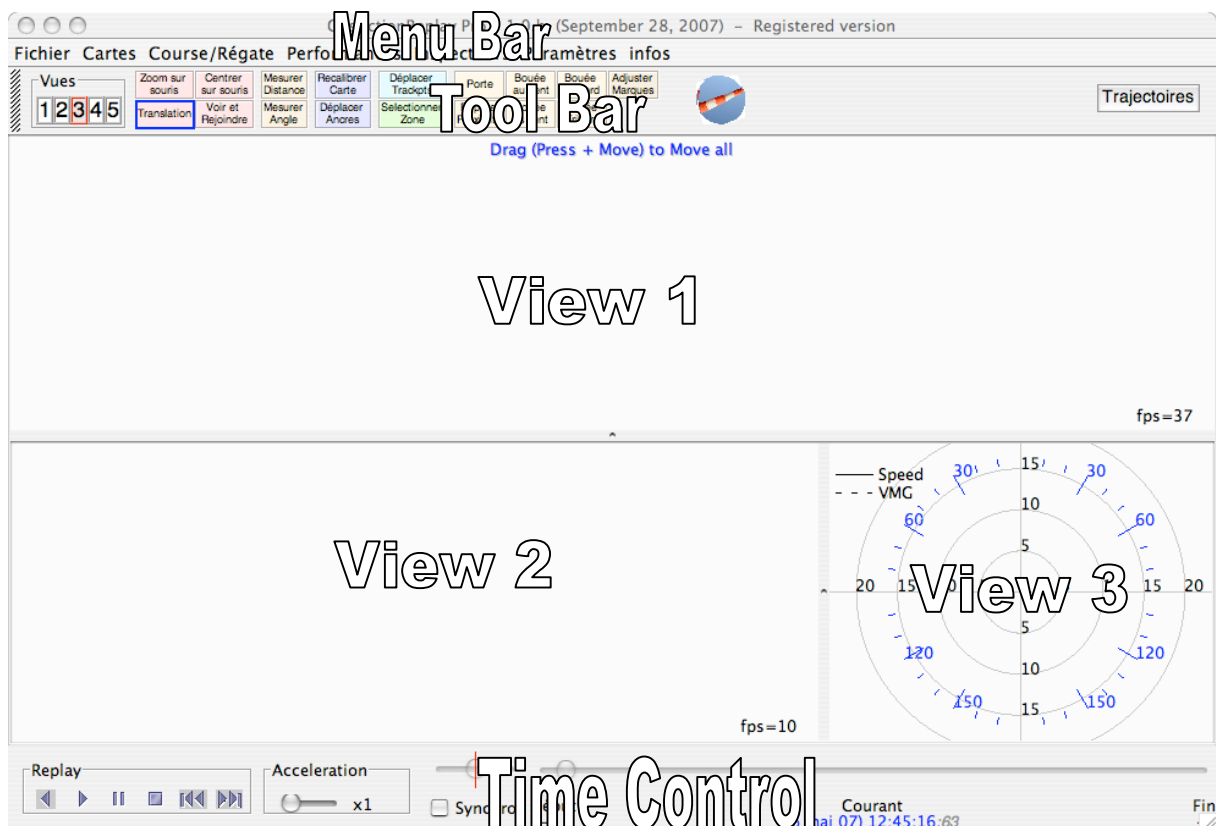 Menu Bar
(September 28, 2007) – Registered version
Fichier Cartes Course/Régate infos
Vues
1 2 3 4 5
Zoom sur souris
Centrer sur souris
Mesurer Distance
Recalibrer Carte
Déplacer
Porte
Bouée
Bouée
Adjuster Marques
Translation
Voir et Rejoindre
Mesurer Angle
Déplacer Ancres
Selectionner Zone
Tool Bar
Trajectoires
Drag (Press + Move) to Move all
View 1
fps=37
View 2
fps=10
Speed
VMG
30 15 30
10
60 60
5
20 15 View 3 15 20
5
120 120
10
150 15 150
Replay
Acceleration
x1
Time Control
Courant
Fin
07) 12:45:16:63